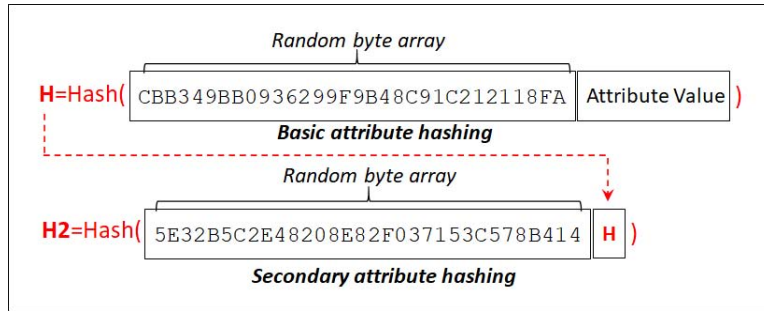 Random byte array
H=Hash( CBB349BB0936299F9B48C91C212118FA Attribute Value )
Basic attribute hashing
Random byte array
H2=Hash( 5E32B5C2E48208E82F037153C578B414 H )
Secondary attribute hashing